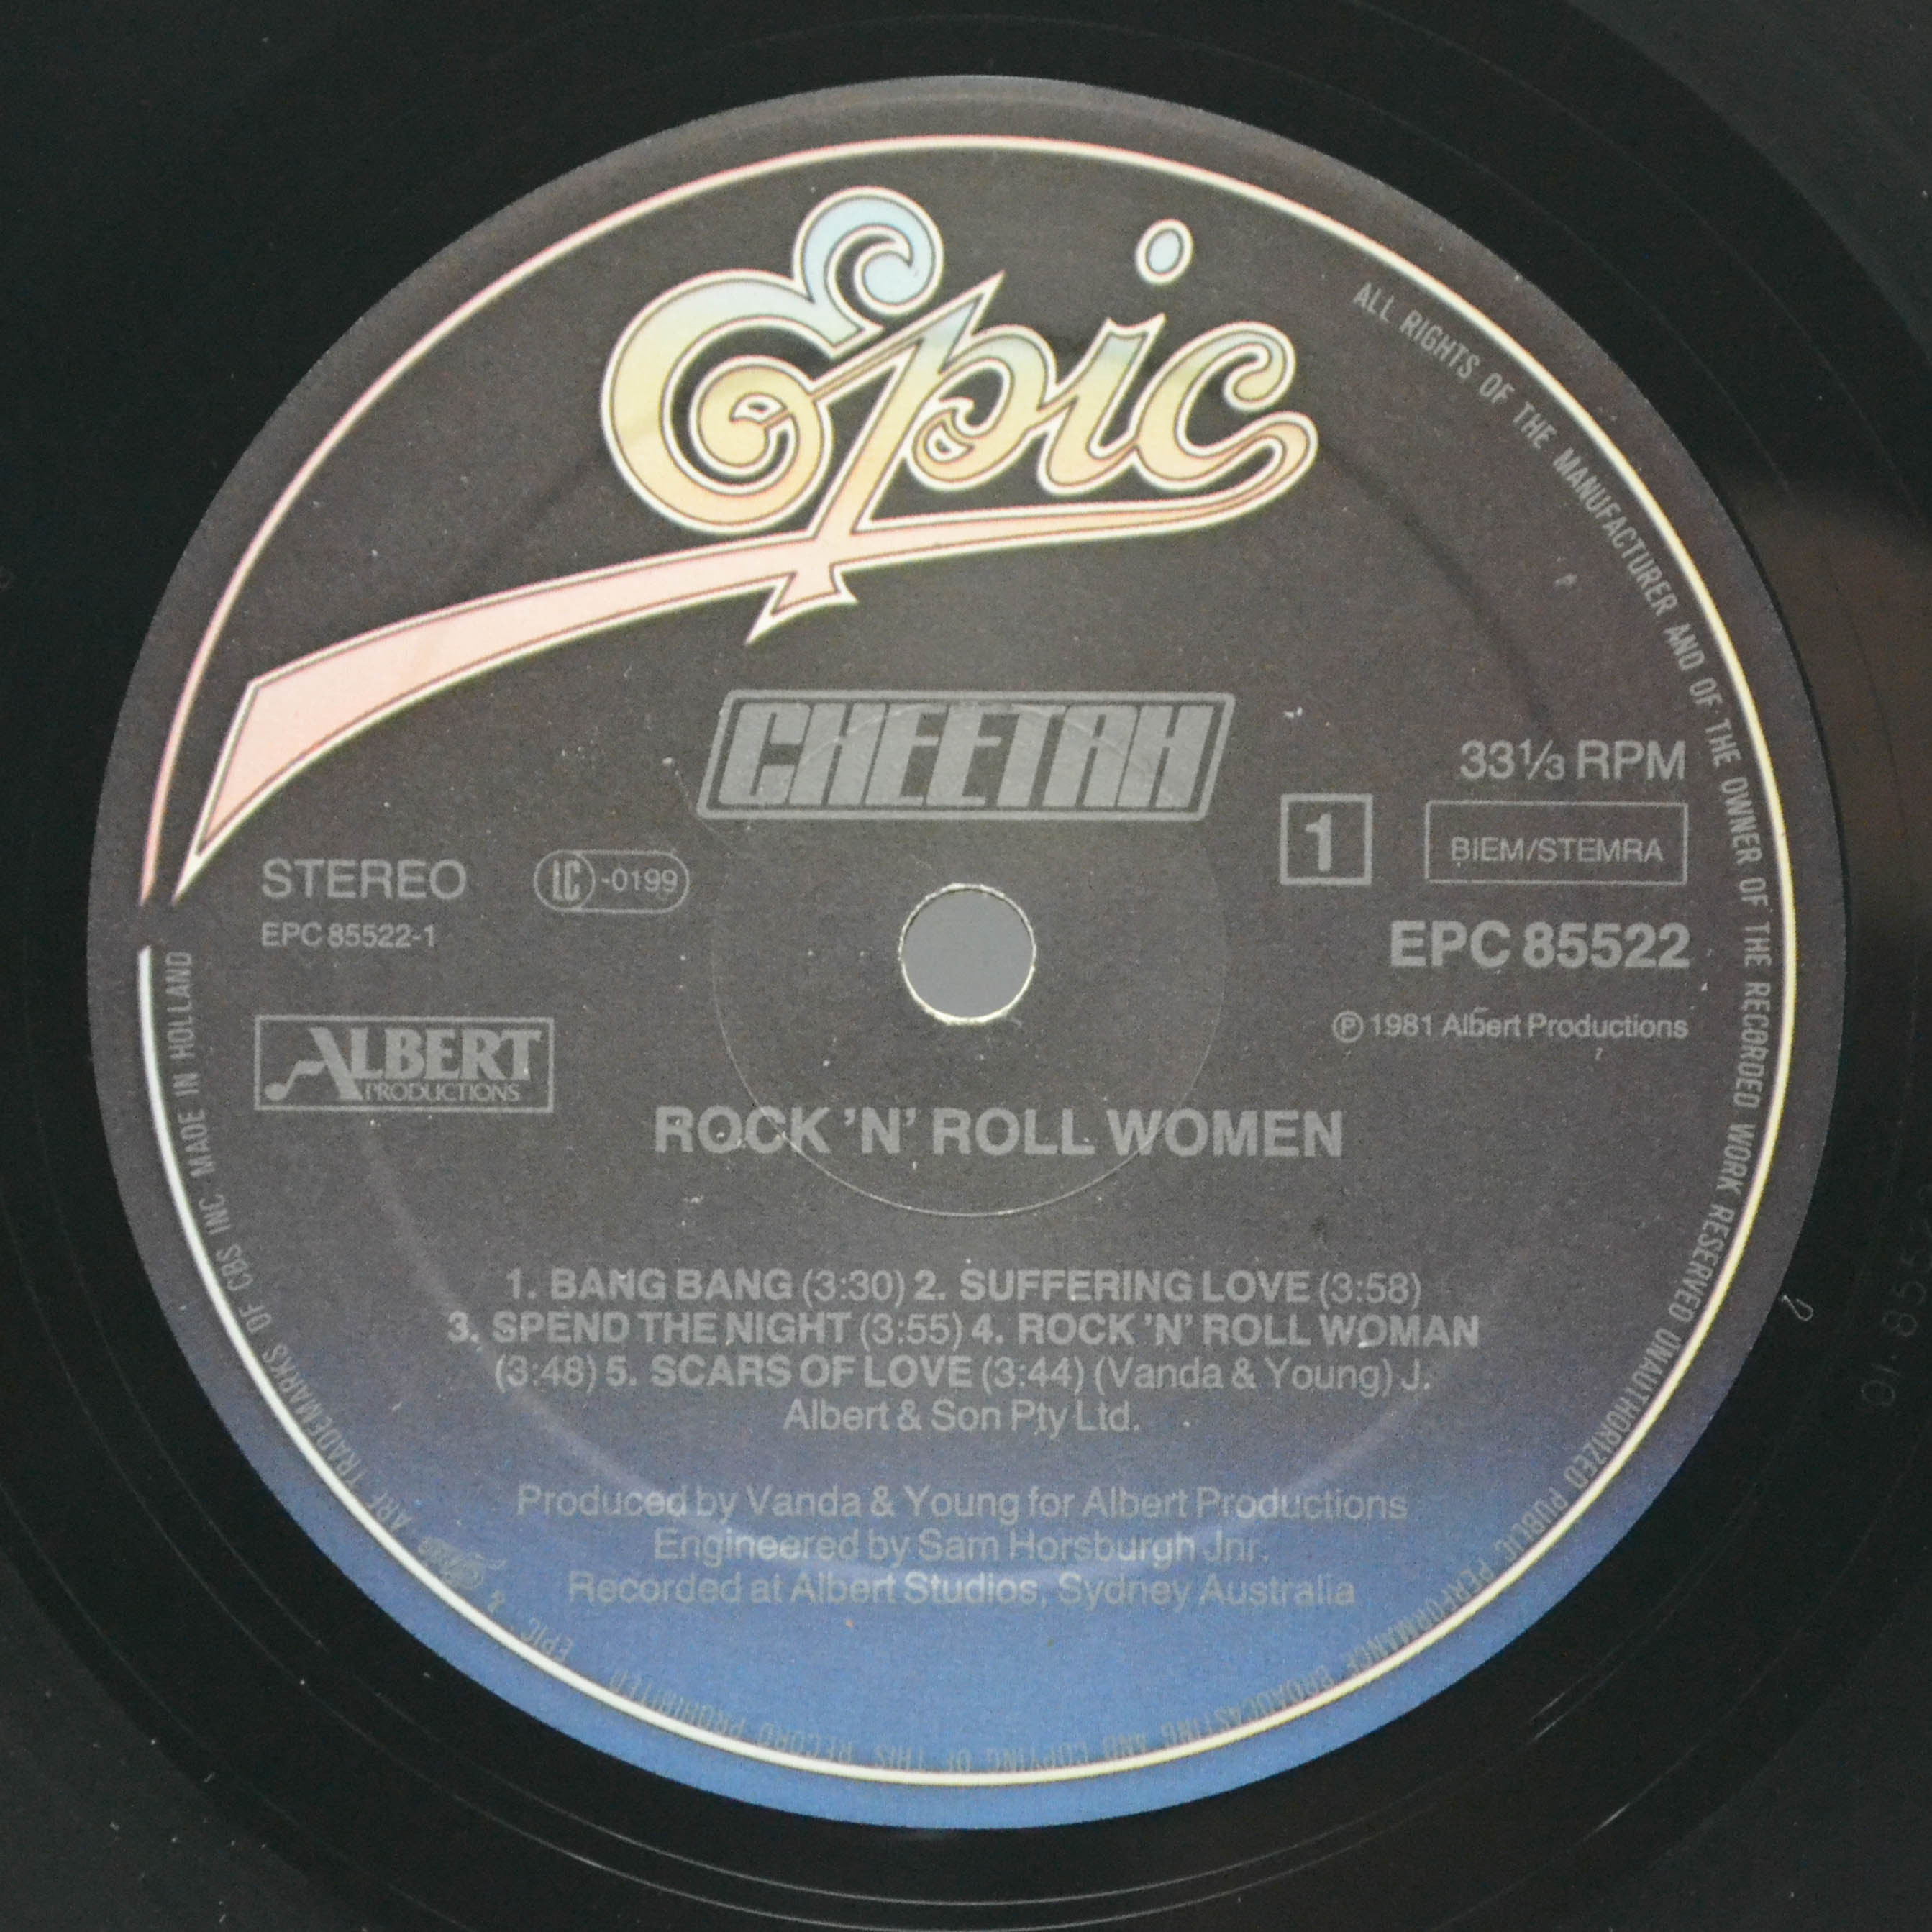 Epic
CHEETAH
33⅓ RPM
1
BIEM/STEMRA
STEREO
LC -0199
EPC 85522-1
EPC 85522
℗ 1981 Albert Productions
ALBERT
PRODUCTIONS
ROCK 'N' ROLL WOMEN
1. BANG BANG (3:30) 2. SUFFERING LOVE (3:58)
3. SPEND THE NIGHT (3:55) 4. ROCK 'N' ROLL WOMAN
(3:48) 5. SCARS OF LOVE (3:44) (Vanda & Young) J.
Albert & Son Pty Ltd.
Produced by Vanda & Young for Albert Productions
Engineered by Sam Horsburgh Jnr.
Recorded at Albert Studios, Sydney Australia
ALL RIGHTS OF THE MANUFACTURER AND OF THE OWNER OF THE RECORDED WORK RESERVED UNAUTHORIZED PUBLIC PERFORMANCE BROADCASTING AND COPYING OF THIS RECORD PROHIBITED
EPIC & Epic ARE TRADEMARKS OF CBS INC. MADE IN HOLLAND